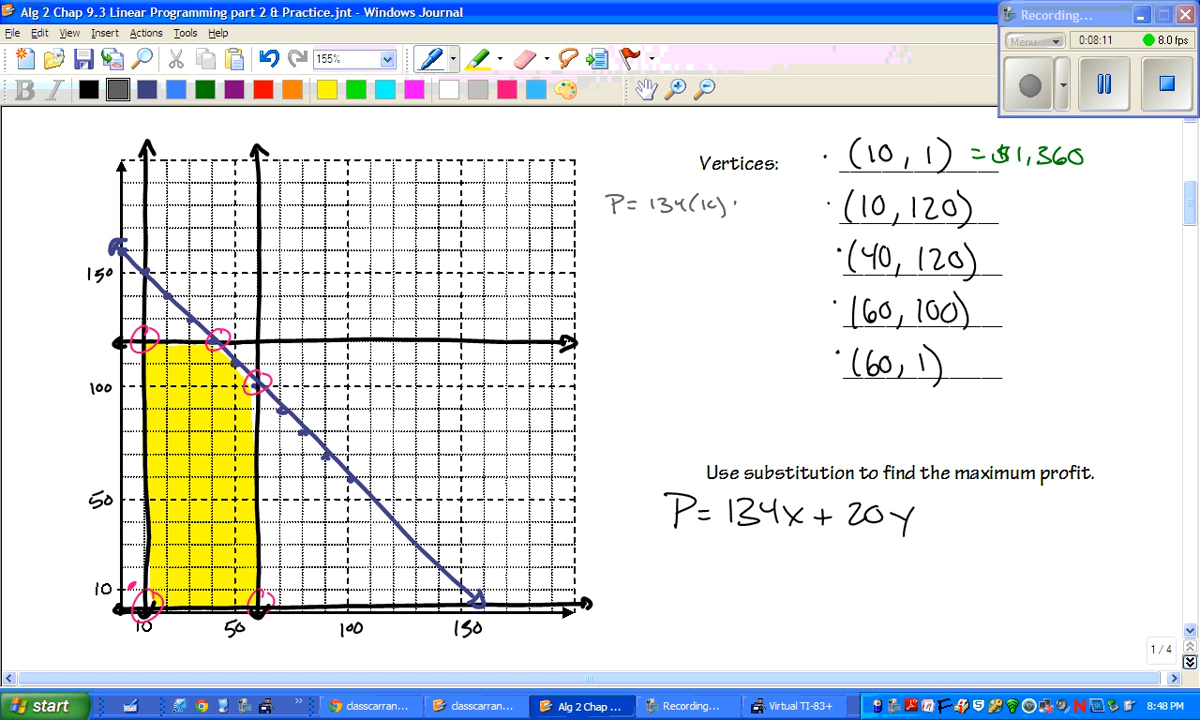 Alg 2 Chap 9.3 Linear Programming part 2 & Practice.jnt - Windows Journal
File Edit View Insert Actions Tools Help
155%
B I
Recording...
Menu 0:08:11 8.0 fps
Vertices:
(10, 1) = $1,360
P = 134(10)
(10, 120)
(40, 120)
(60, 100)
(60, 1)
150
100
50
10
10 50 100 150
Use substitution to find the maximum profit.
P = 134x + 20y
1 / 4
start
classcarran...
classcarran...
Alg 2 Chap ...
Recording...
Virtual TI-83+
8:48 PM